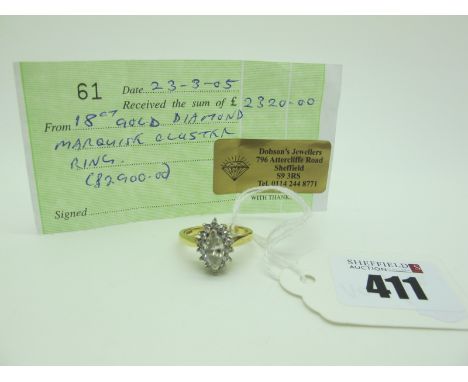 61
Date 23-3-05
Received the sum of £ 2320-00
From 18CT GOLD DIAMOND
MARQUISE CLUSTER
RING.
(£2900.00)
Signed
WITH THANKS
Dobson's Jewellers
796 Attercliffe Road
Sheffield
S9 3RS
Tel. 0114 244 8771
SHEFFIELD S
AUCTION
411